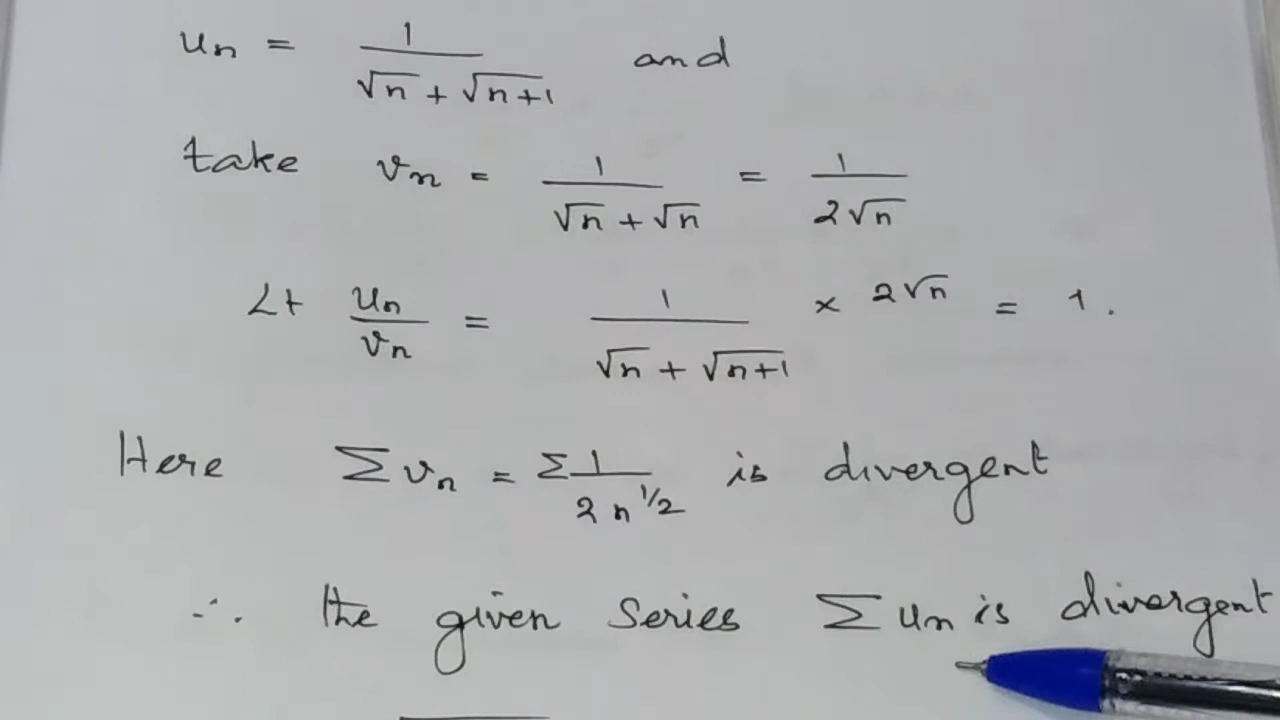 un = 1/(√n + √n+1) and
take vn = 1/(√n + √n) = 1/(2√n)
Lt un/vn = 1/(√n + √n+1) × 2√n = 1.
Here Σvn = Σ 1/(2n^1/2) is divergent
∴ the given series Σun is divergent